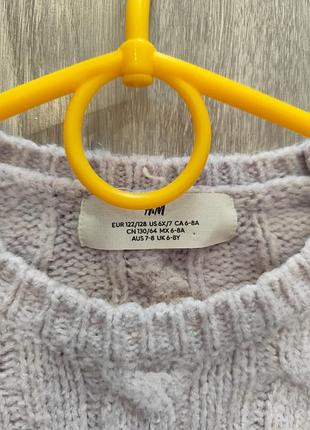 H&M
EUR 122/128 US 6X/7 CA 6-8A
CN 130/64 MX 6-8A
AUS 7-8 UK 6-8Y